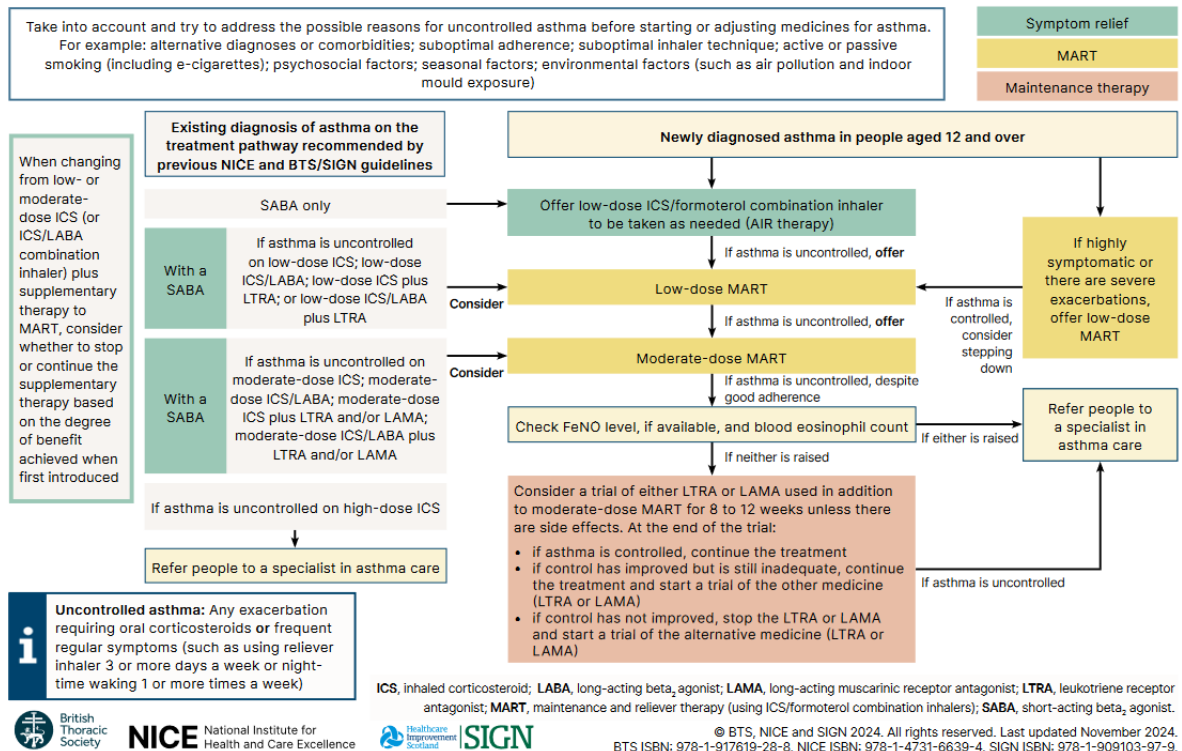 Take into account and try to address the possible reasons for uncontrolled asthma before starting or adjusting medicines for asthma.
For example: alternative diagnoses or comorbidities; suboptimal adherence; suboptimal inhaler technique; active or passive
smoking (including e-cigarettes); psychosocial factors; seasonal factors; environmental factors (such as air pollution and indoor
mould exposure)
Symptom relief
MART
Maintenance therapy
When changing
from low- or
moderate-
dose ICS (or
ICS/LABA
combination
inhaler) plus
supplementary
therapy to
MART, consider
whether to stop
or continue the
supplementary
therapy based
on the degree
of benefit
achieved when
first introduced
Existing diagnosis of asthma on the
treatment pathway recommended by
previous NICE and BTS/SIGN guidelines
SABA only
With a
SABA
If asthma is uncontrolled
on low-dose ICS; low-dose
ICS/LABA; low-dose ICS plus
LTRA; or low-dose ICS/LABA
plus LTRA
Consider
With a
SABA
If asthma is uncontrolled on
moderate-dose ICS; moderate-
dose ICS/LABA; moderate-dose
ICS plus LTRA and/or LAMA;
moderate-dose ICS/LABA plus
LTRA and/or LAMA
Consider
If asthma is uncontrolled on high-dose ICS
Refer people to a specialist in asthma care
Newly diagnosed asthma in people aged 12 and over
Offer low-dose ICS/formoterol combination inhaler
to be taken as needed (AIR therapy)
If asthma is uncontrolled, offer
Low-dose MART
If asthma is uncontrolled, offer
Moderate-dose MART
If asthma is uncontrolled, despite
good adherence
Check FeNO level, if available, and blood eosinophil count
If neither is raised
Consider a trial of either LTRA or LAMA used in addition
to moderate-dose MART for 8 to 12 weeks unless there
are side effects. At the end of the trial:
• if asthma is controlled, continue the treatment
• if control has improved but is still inadequate, continue
the treatment and start a trial of the other medicine
(LTRA or LAMA)
• if control has not improved, stop the LTRA or LAMA
and start a trial of the alternative medicine (LTRA or
LAMA)
If highly
symptomatic or
there are severe
exacerbations,
offer low-dose
MART
If asthma is
controlled,
consider
stepping
down
If either is raised
Refer people to
a specialist in
asthma care
If asthma is uncontrolled
i
Uncontrolled asthma: Any exacerbation
requiring oral corticosteroids or frequent
regular symptoms (such as using reliever
inhaler 3 or more days a week or night-
time waking 1 or more times a week)
ICS, inhaled corticosteroid; LABA, long-acting beta₂ agonist; LAMA, long-acting muscarinic receptor antagonist; LTRA, leukotriene receptor
antagonist; MART, maintenance and reliever therapy (using ICS/formoterol combination inhalers); SABA, short-acting beta₂ agonist.
British
Thoracic
Society
NICE National Institute for
Health and Care Excellence
Healthcare
Improvement
Scotland
SIGN
© BTS, NICE and SIGN 2024. All rights reserved. Last updated November 2024.
BTS ISBN: 978-1-917619-28-8. NICE ISBN: 978-1-4731-6639-4. SIGN ISBN: 978-1-909103-97-9.